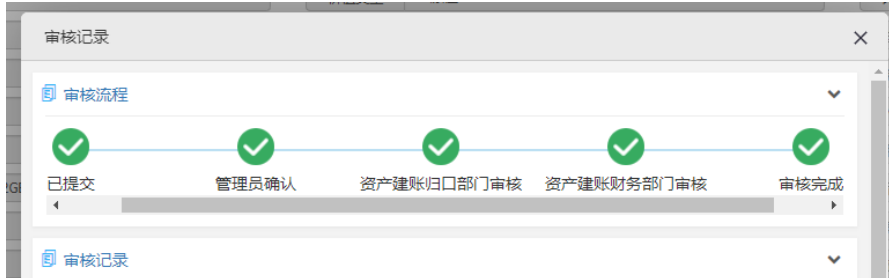 审核记录
审核流程
已提交 管理员确认 资产建账归口部门审核 资产建账财务部门审核 审核完成
审核记录